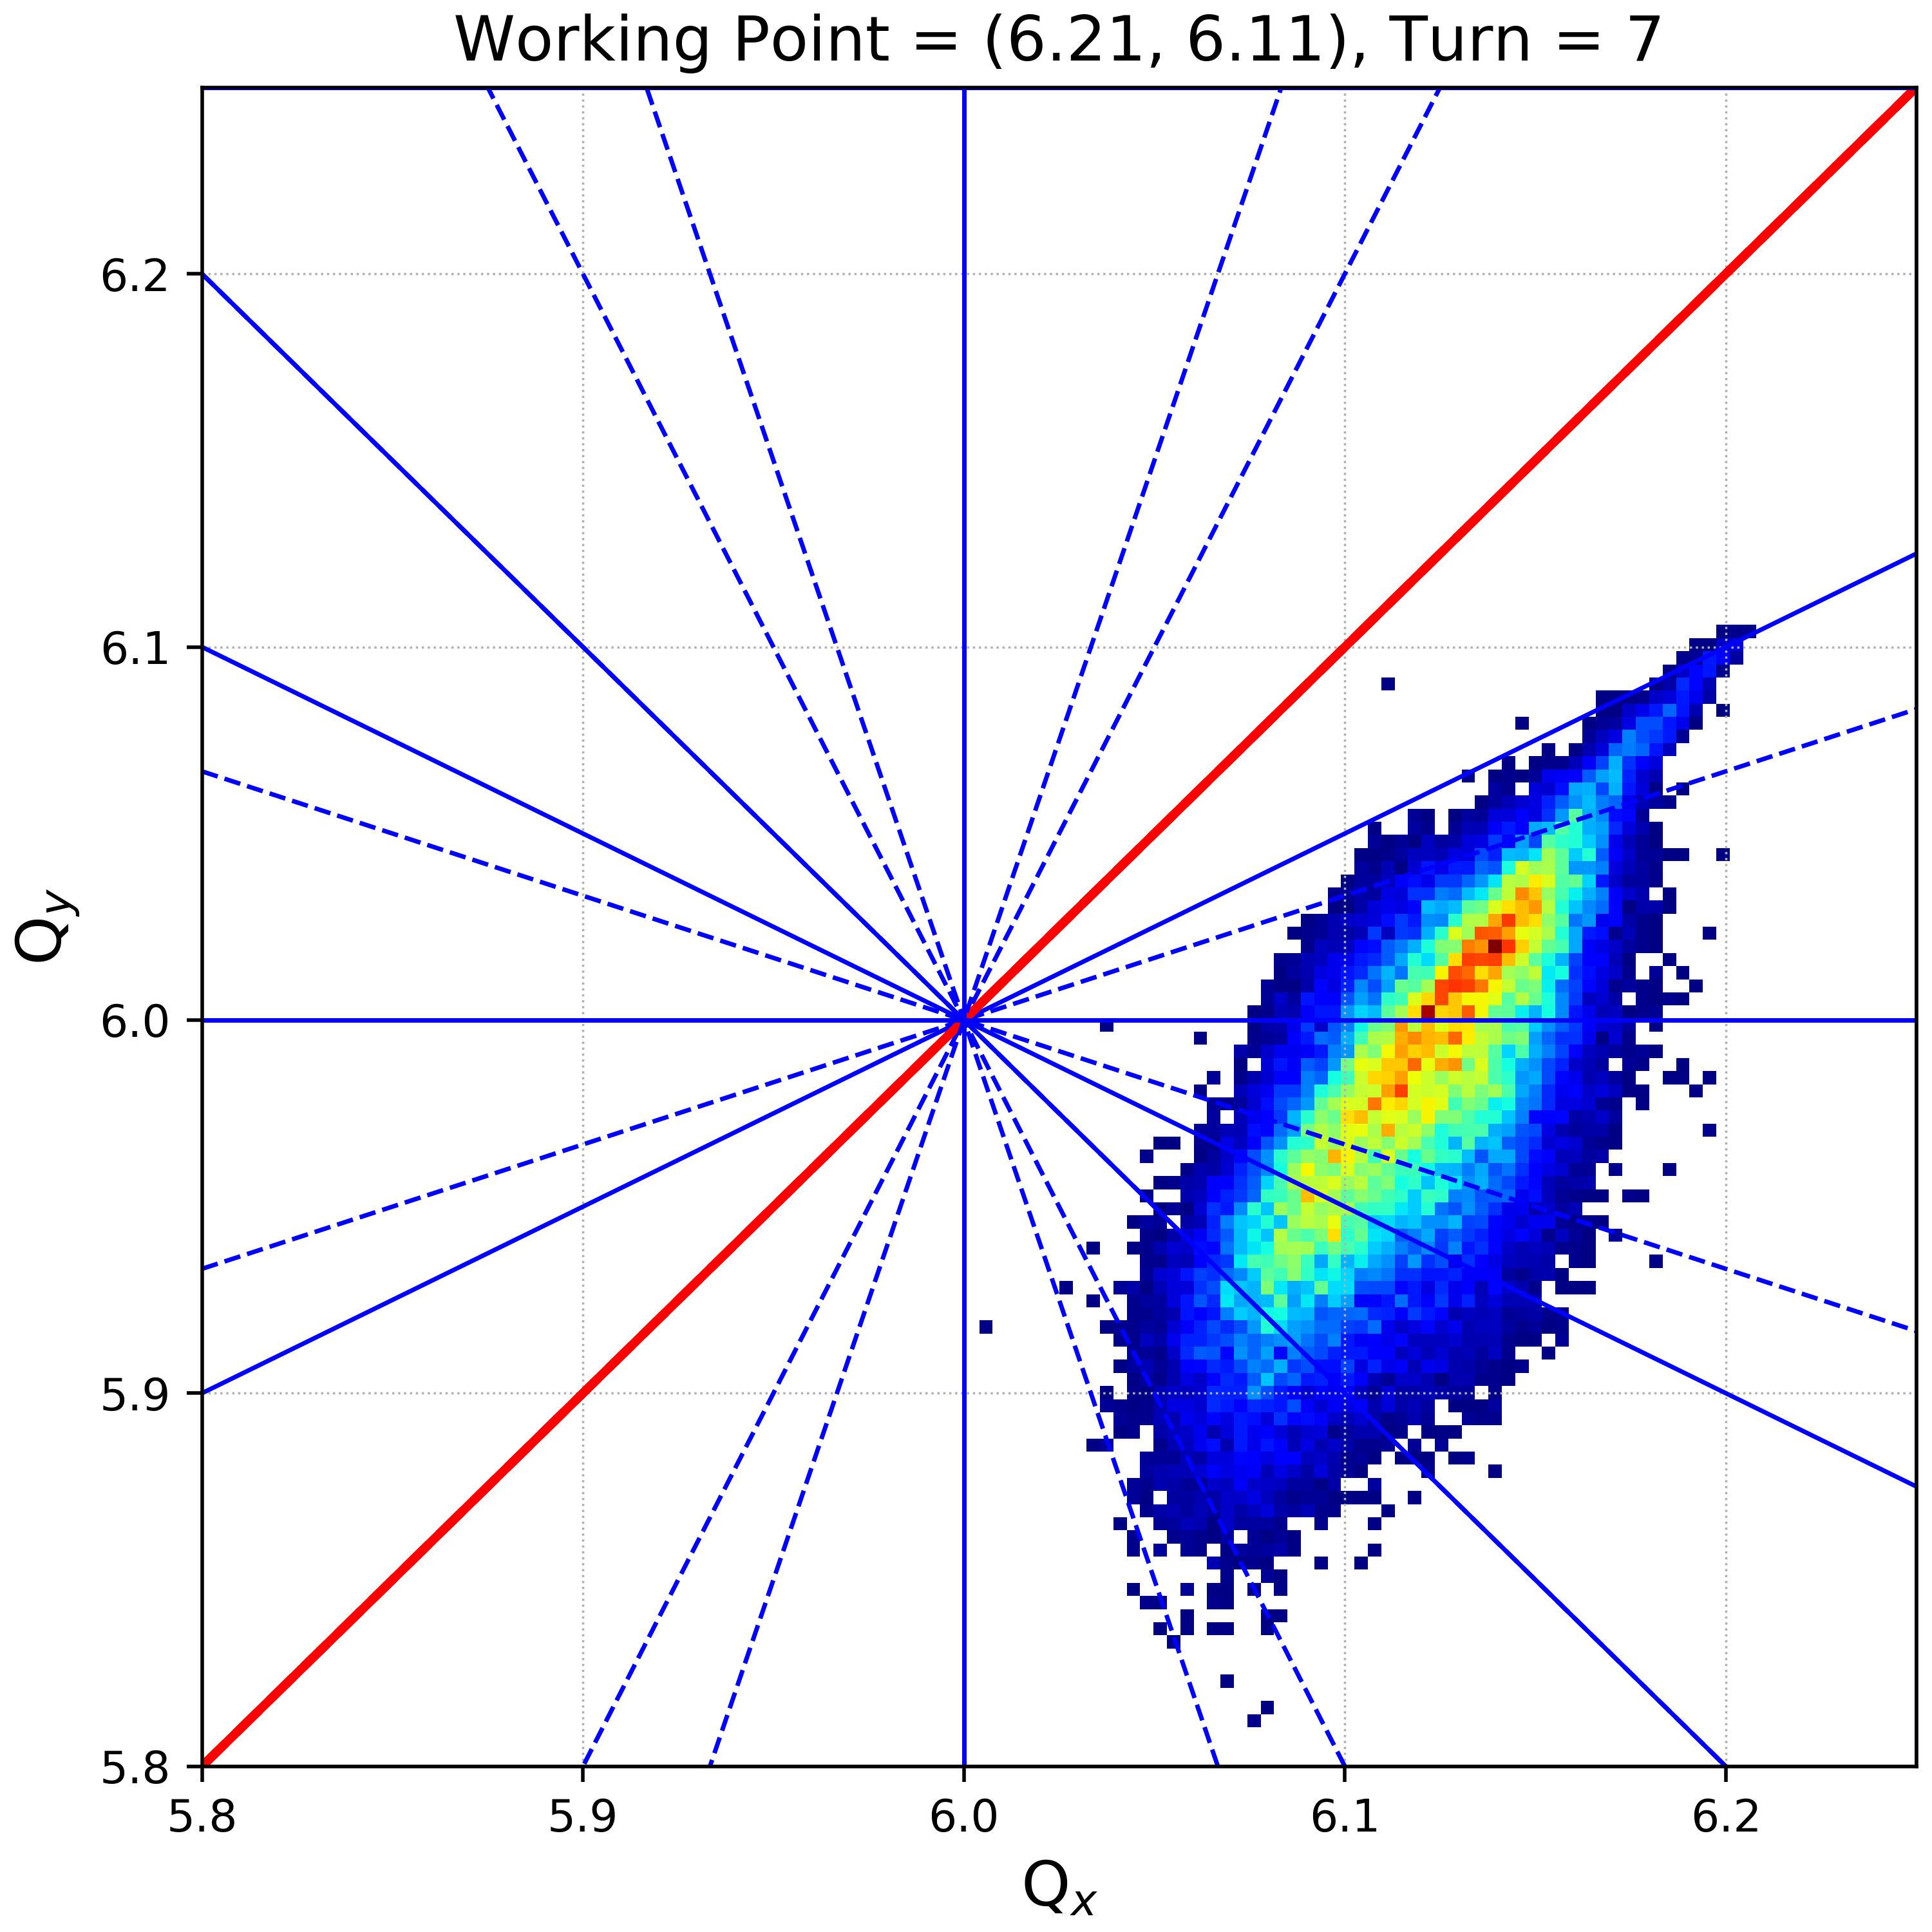 Working Point = (6.21, 6.11), Turn = 7
6.2
6.1
6.0
5.9
5.8
Qy
5.8 5.9 6.0 6.1 6.2
Qx